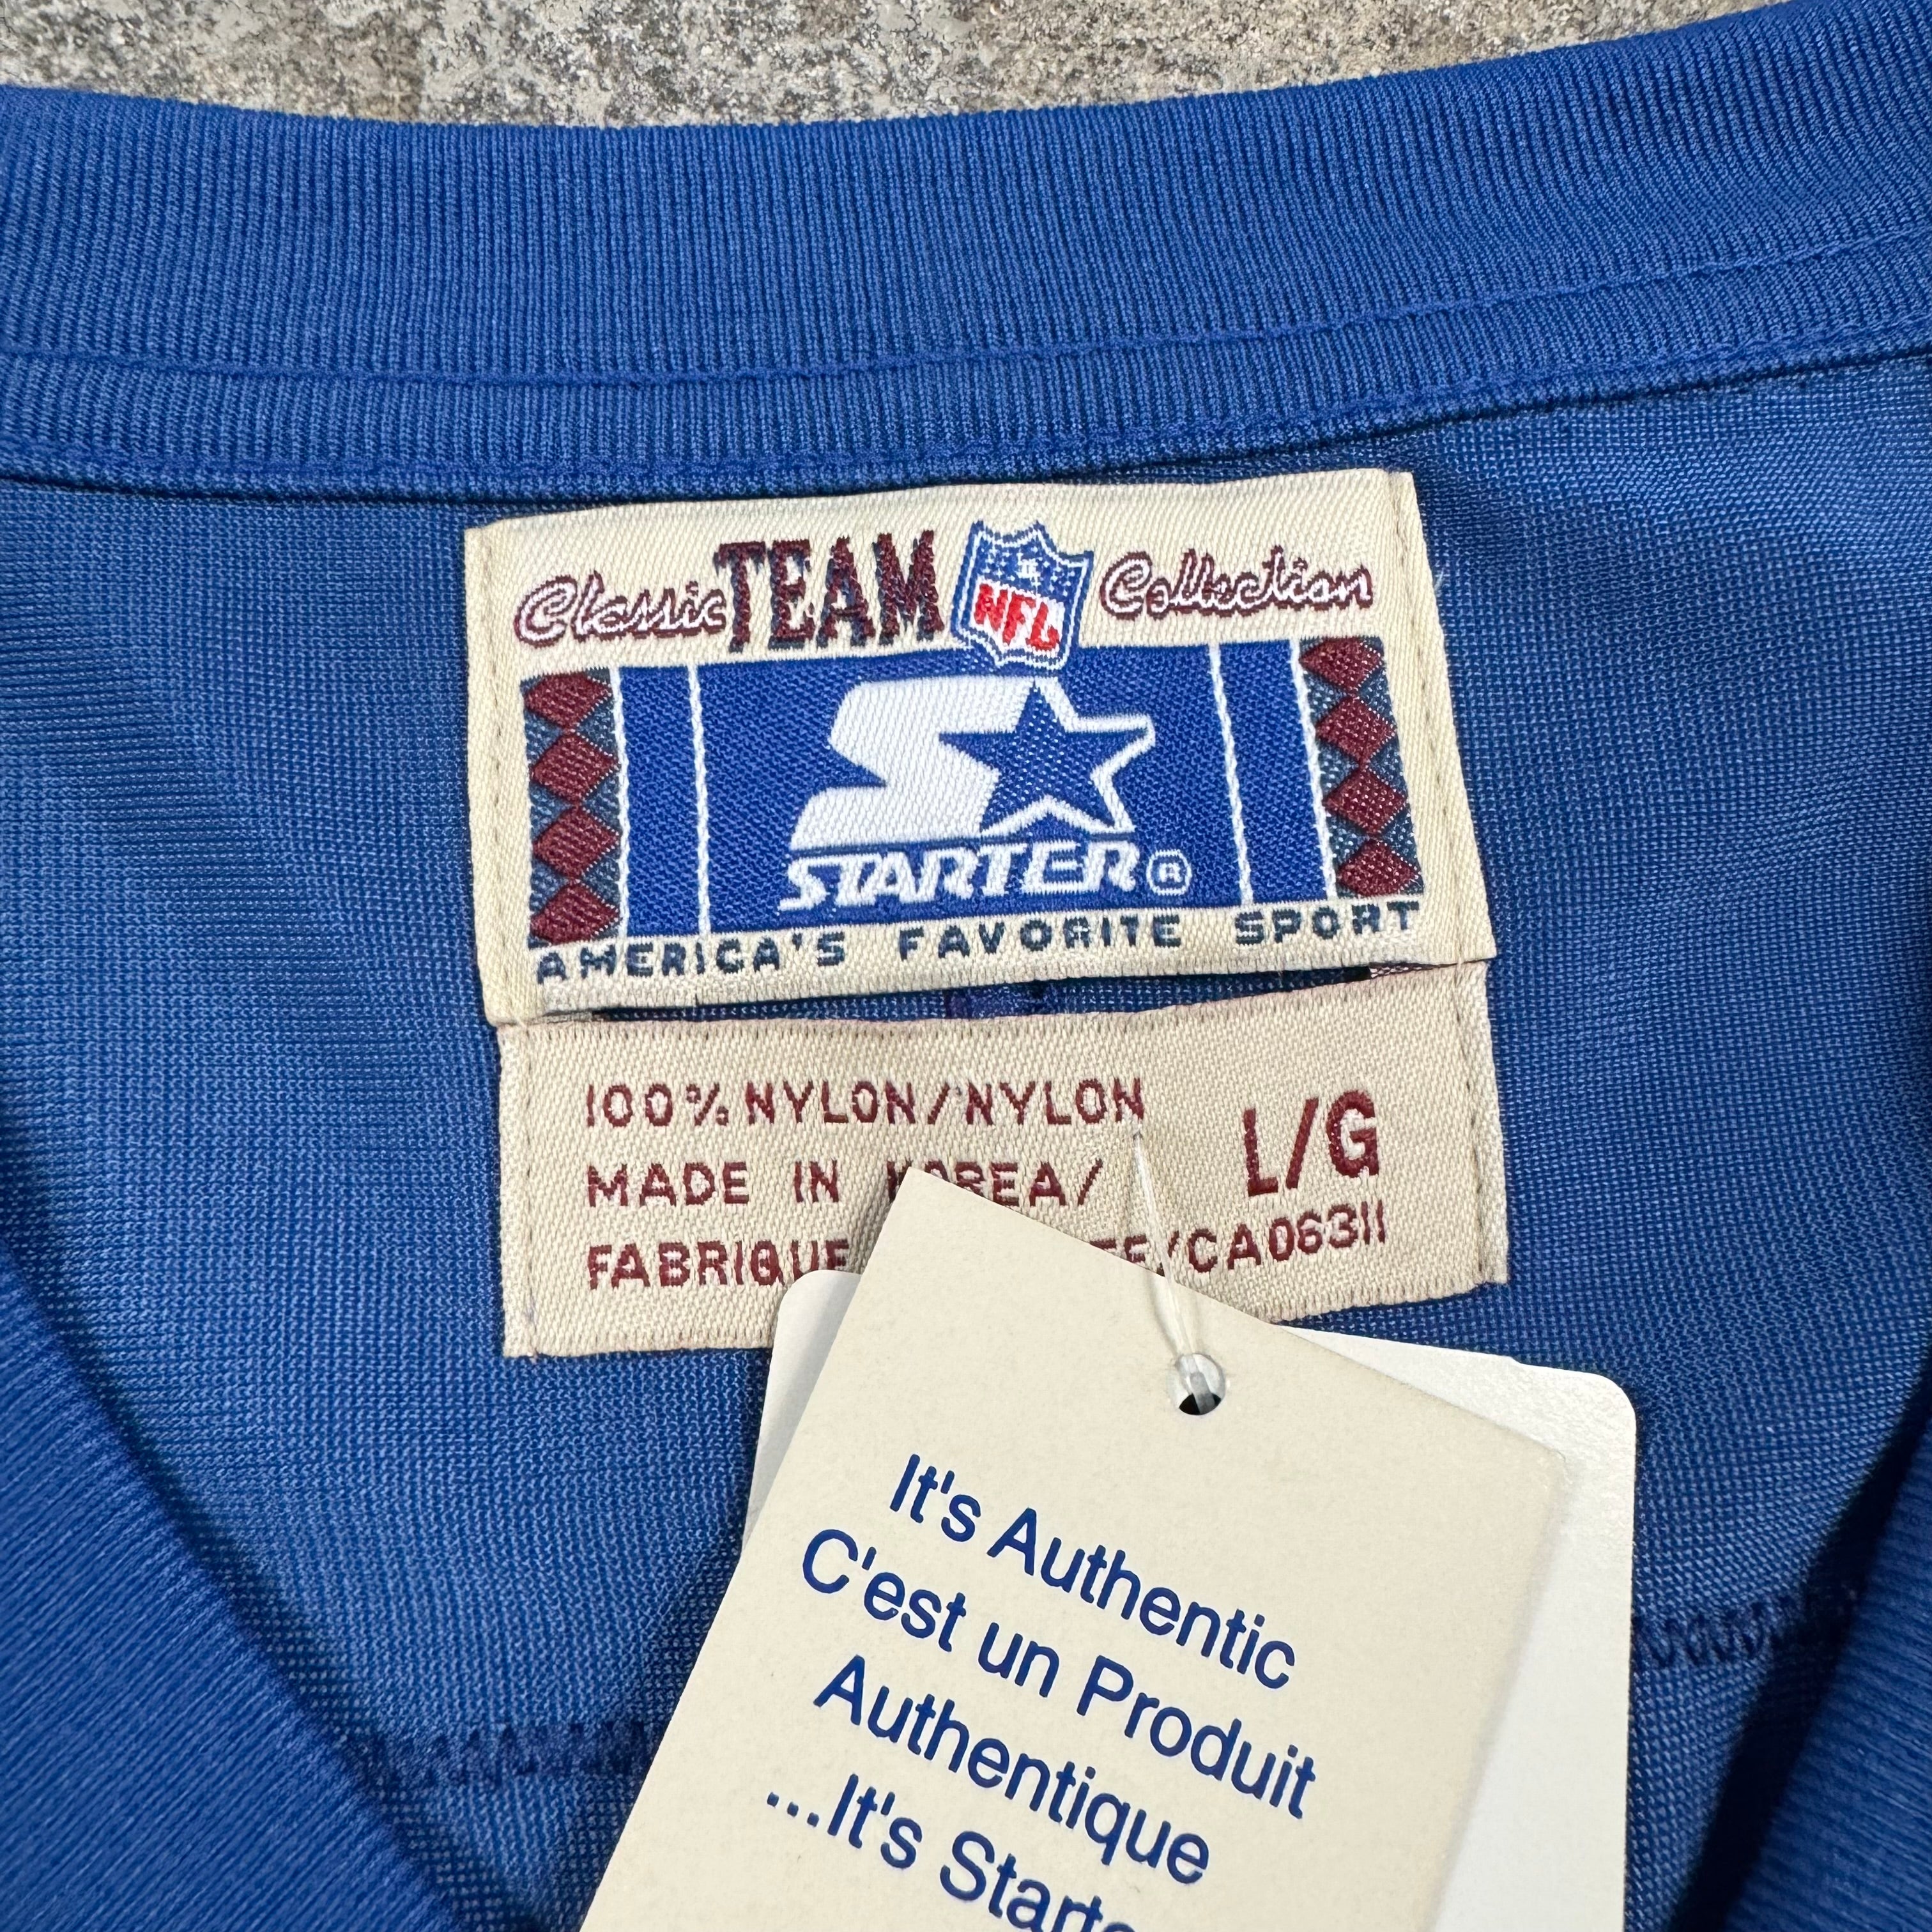 Classic TEAM NFL Collection
STARTER®
AMERICA'S FAVORITE SPORT
100% NYLON/NYLON
L/G
MADE IN KOREA/
/CA06311
It's Authentic
C'est un Produit
Authentique
...It's